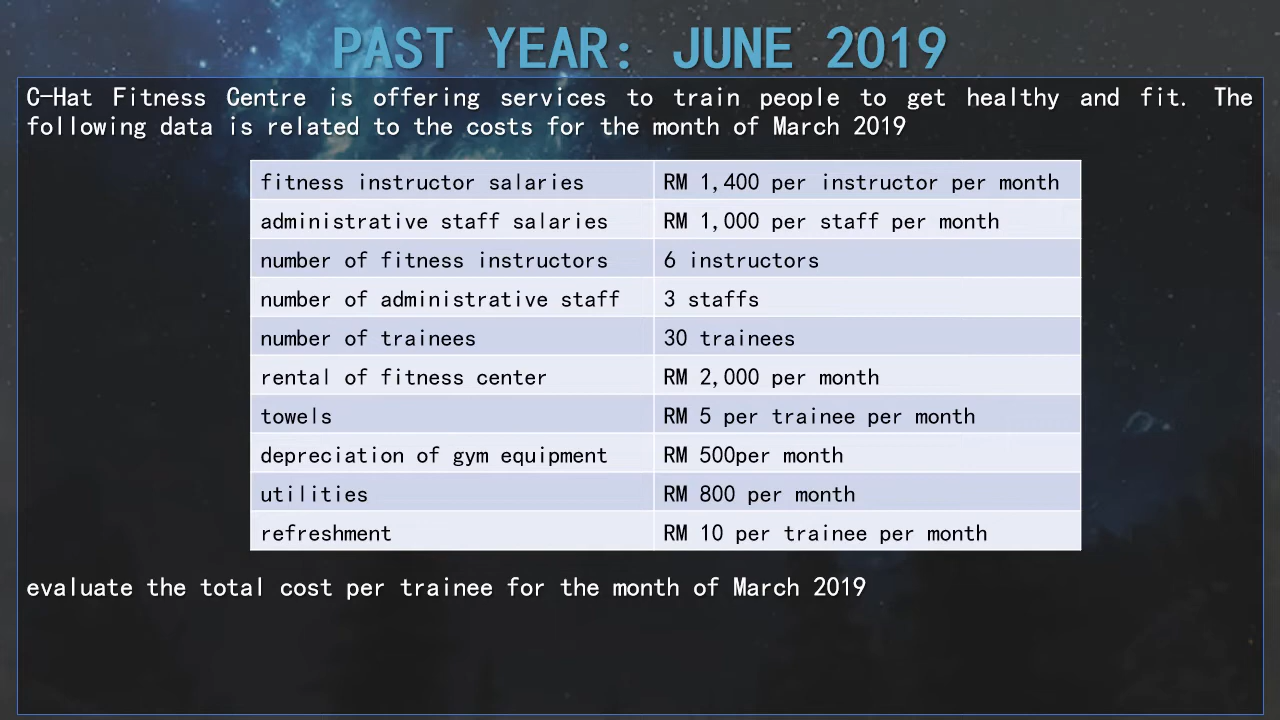 PAST YEAR: JUNE 2019
C-Hat Fitness Centre is offering services to train people to get healthy and fit. The
following data is related to the costs for the month of March 2019
fitness instructor salaries RM 1,400 per instructor per month
administrative staff salaries RM 1,000 per staff per month
number of fitness instructors 6 instructors
number of administrative staff 3 staffs
number of trainees 30 trainees
rental of fitness center RM 2,000 per month
towels RM 5 per trainee per month
depreciation of gym equipment RM 500per month
utilities RM 800 per month
refreshment RM 10 per trainee per month
evaluate the total cost per trainee for the month of March 2019